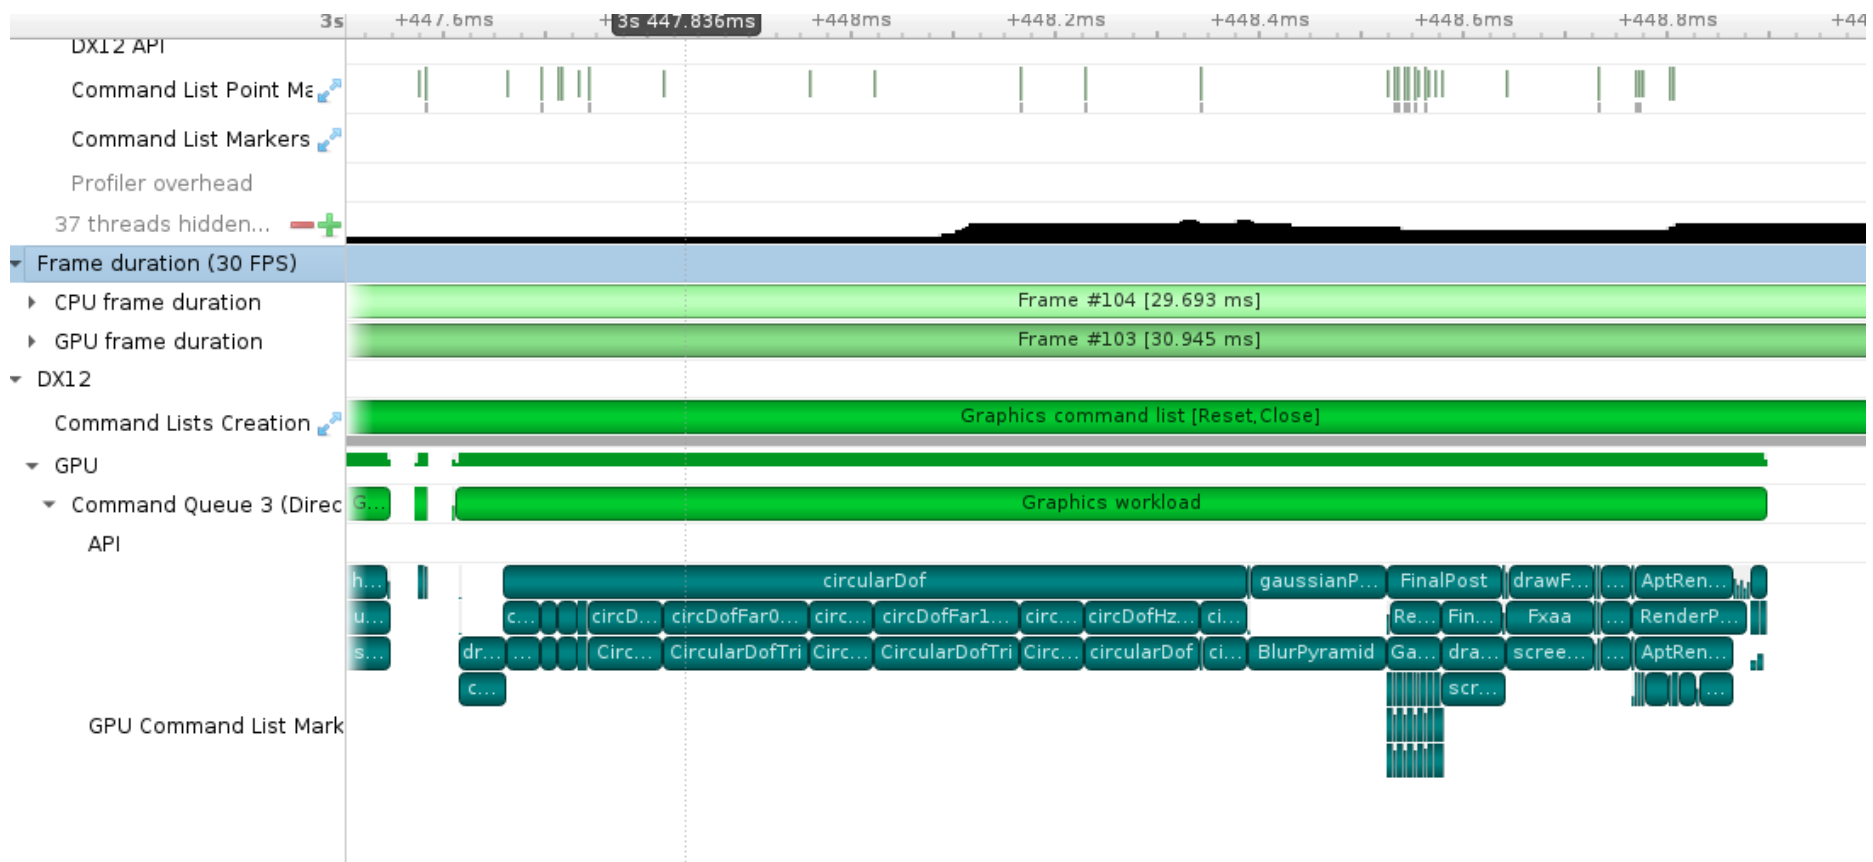 3s +447.6ms 3s 447.836ms +448ms +448.2ms +448.4ms +448.6ms +448.8ms +44
DX12 API
Command List Point Ma
Command List Markers
Profiler overhead
37 threads hidden...
Frame duration (30 FPS)
CPU frame duration Frame #104 [29.693 ms]
GPU frame duration Frame #103 [30.945 ms]
DX12
Command Lists Creation Graphics command list [Reset,Close]
GPU
Command Queue 3 (Direc G... Graphics workload
API
h... circularDof gaussianP... FinalPost drawF... ... AptRen...
u... c... circD... circDofFar0... circ... circDofFar1... circ... circDofHz... ci... Re... Fin... Fxaa ... RenderP...
s... dr... ... Circ... CircularDofTri Circ... CircularDofTri Circ... circularDof ci... BlurPyramid Ga... dra... scree... ... AptRen...
c... scr... ...
GPU Command List Mark